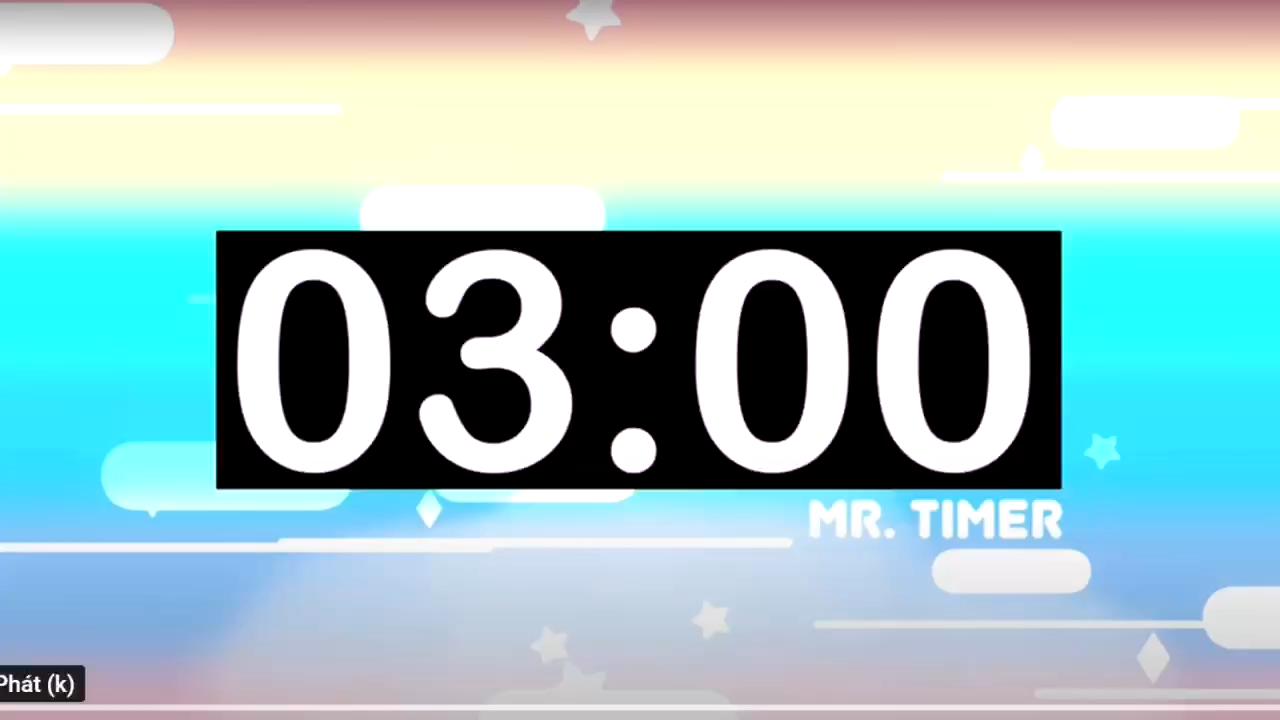 03:00
MR. TIMER
Phát (k)